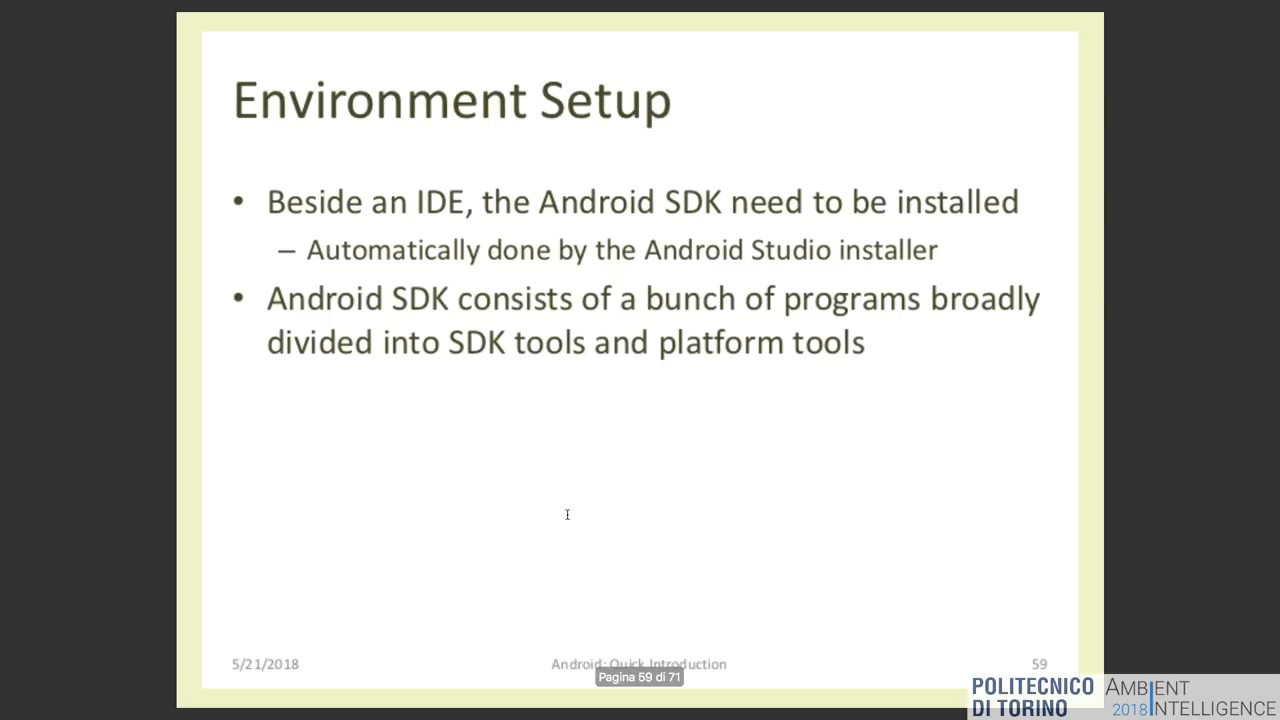 Environment Setup
• Beside an IDE, the Android SDK need to be installed
– Automatically done by the Android Studio installer
• Android SDK consists of a bunch of programs broadly
divided into SDK tools and platform tools
5/21/2018
Android: Quick Introduction
59
Pagina 59 di 71
POLITECNICO
DI TORINO
AMBIENT
2018 INTELLIGENCE